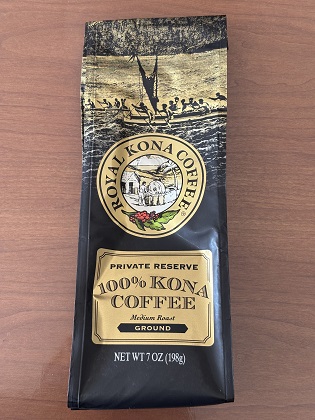 ROYAL KONA COFFEE®
PRIVATE RESERVE
100% KONA
COFFEE
Medium Roast
GROUND
NET WT 7 OZ (198g)